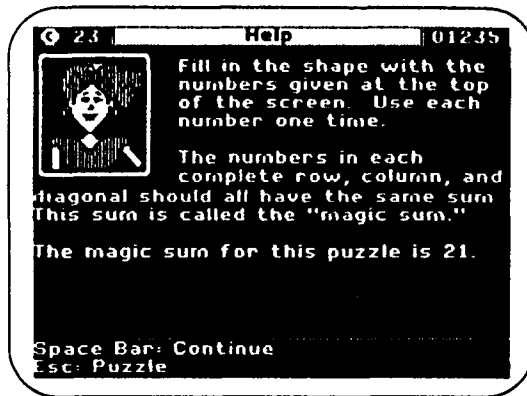 23 Help 01235
Fill in the shape with the
numbers given at the top
of the screen. Use each
number one time.
The numbers in each
complete row, column, and
diagonal should all have the same sum
This sum is called the "magic sum."
The magic sum for this puzzle is 21.
Space Bar: Continue
Esc: Puzzle